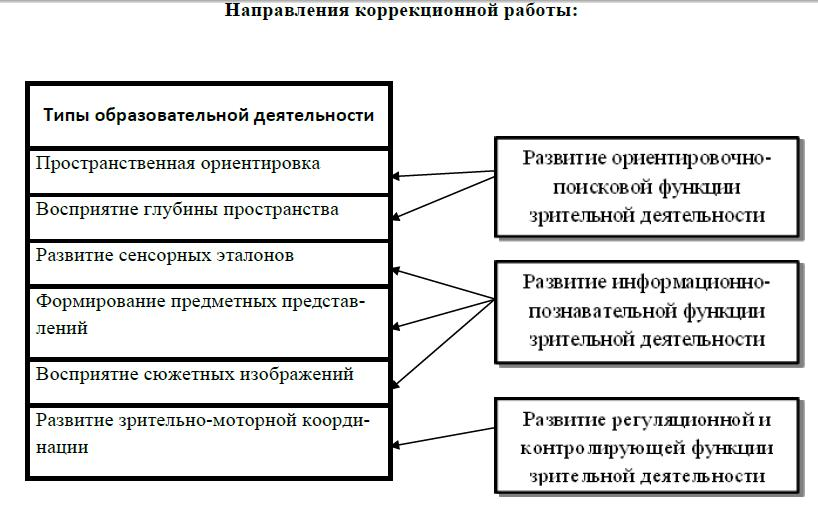 Направления коррекционной работы:
Типы образовательной деятельности
Пространственная ориентировка
Восприятие глубины пространства
Развитие сенсорных эталонов
Формирование предметных представ-
лений
Восприятие сюжетных изображений
Развитие зрительно-моторной коорди-
нации
Развитие ориентировочно-
поисковой функции
зрительной деятельности
Развитие информационно-
познавательной функции
зрительной деятельности
Развитие регуляционной и
контролирующей функции
зрительной деятельности